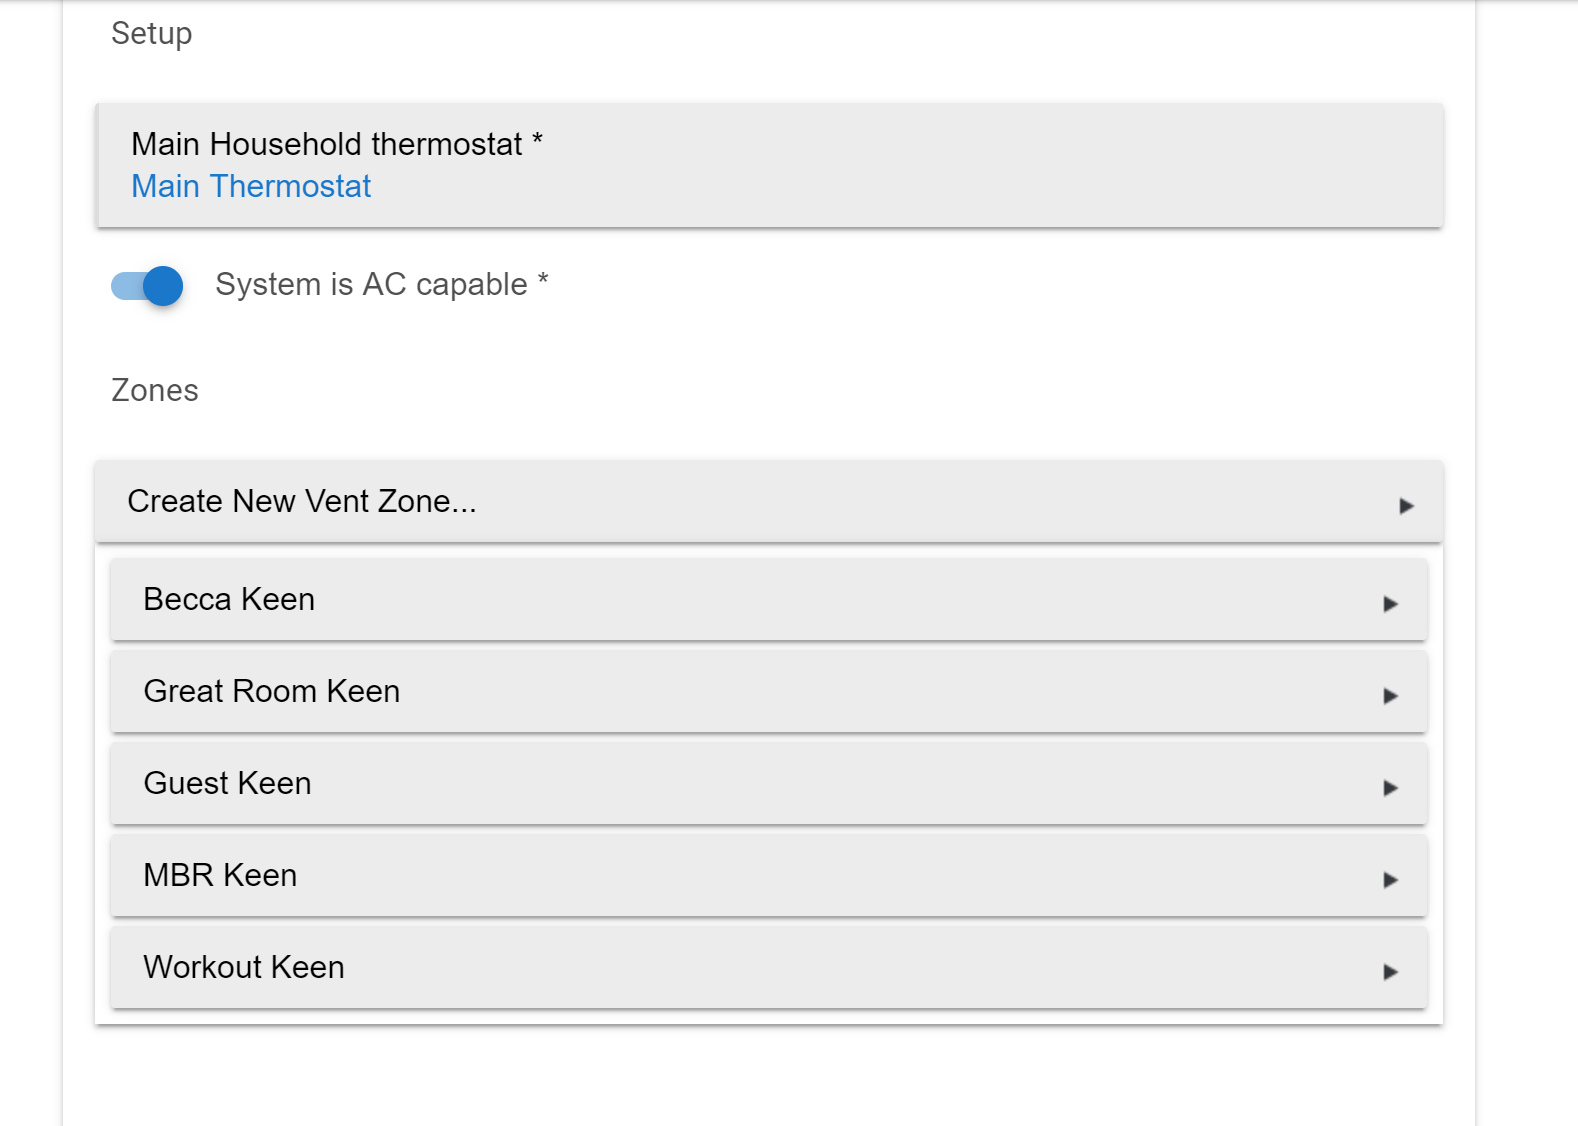 Setup
Main Household thermostat *
Main Thermostat
System is AC capable *
Zones
Create New Vent Zone...
Becca Keen
Great Room Keen
Guest Keen
MBR Keen
Workout Keen